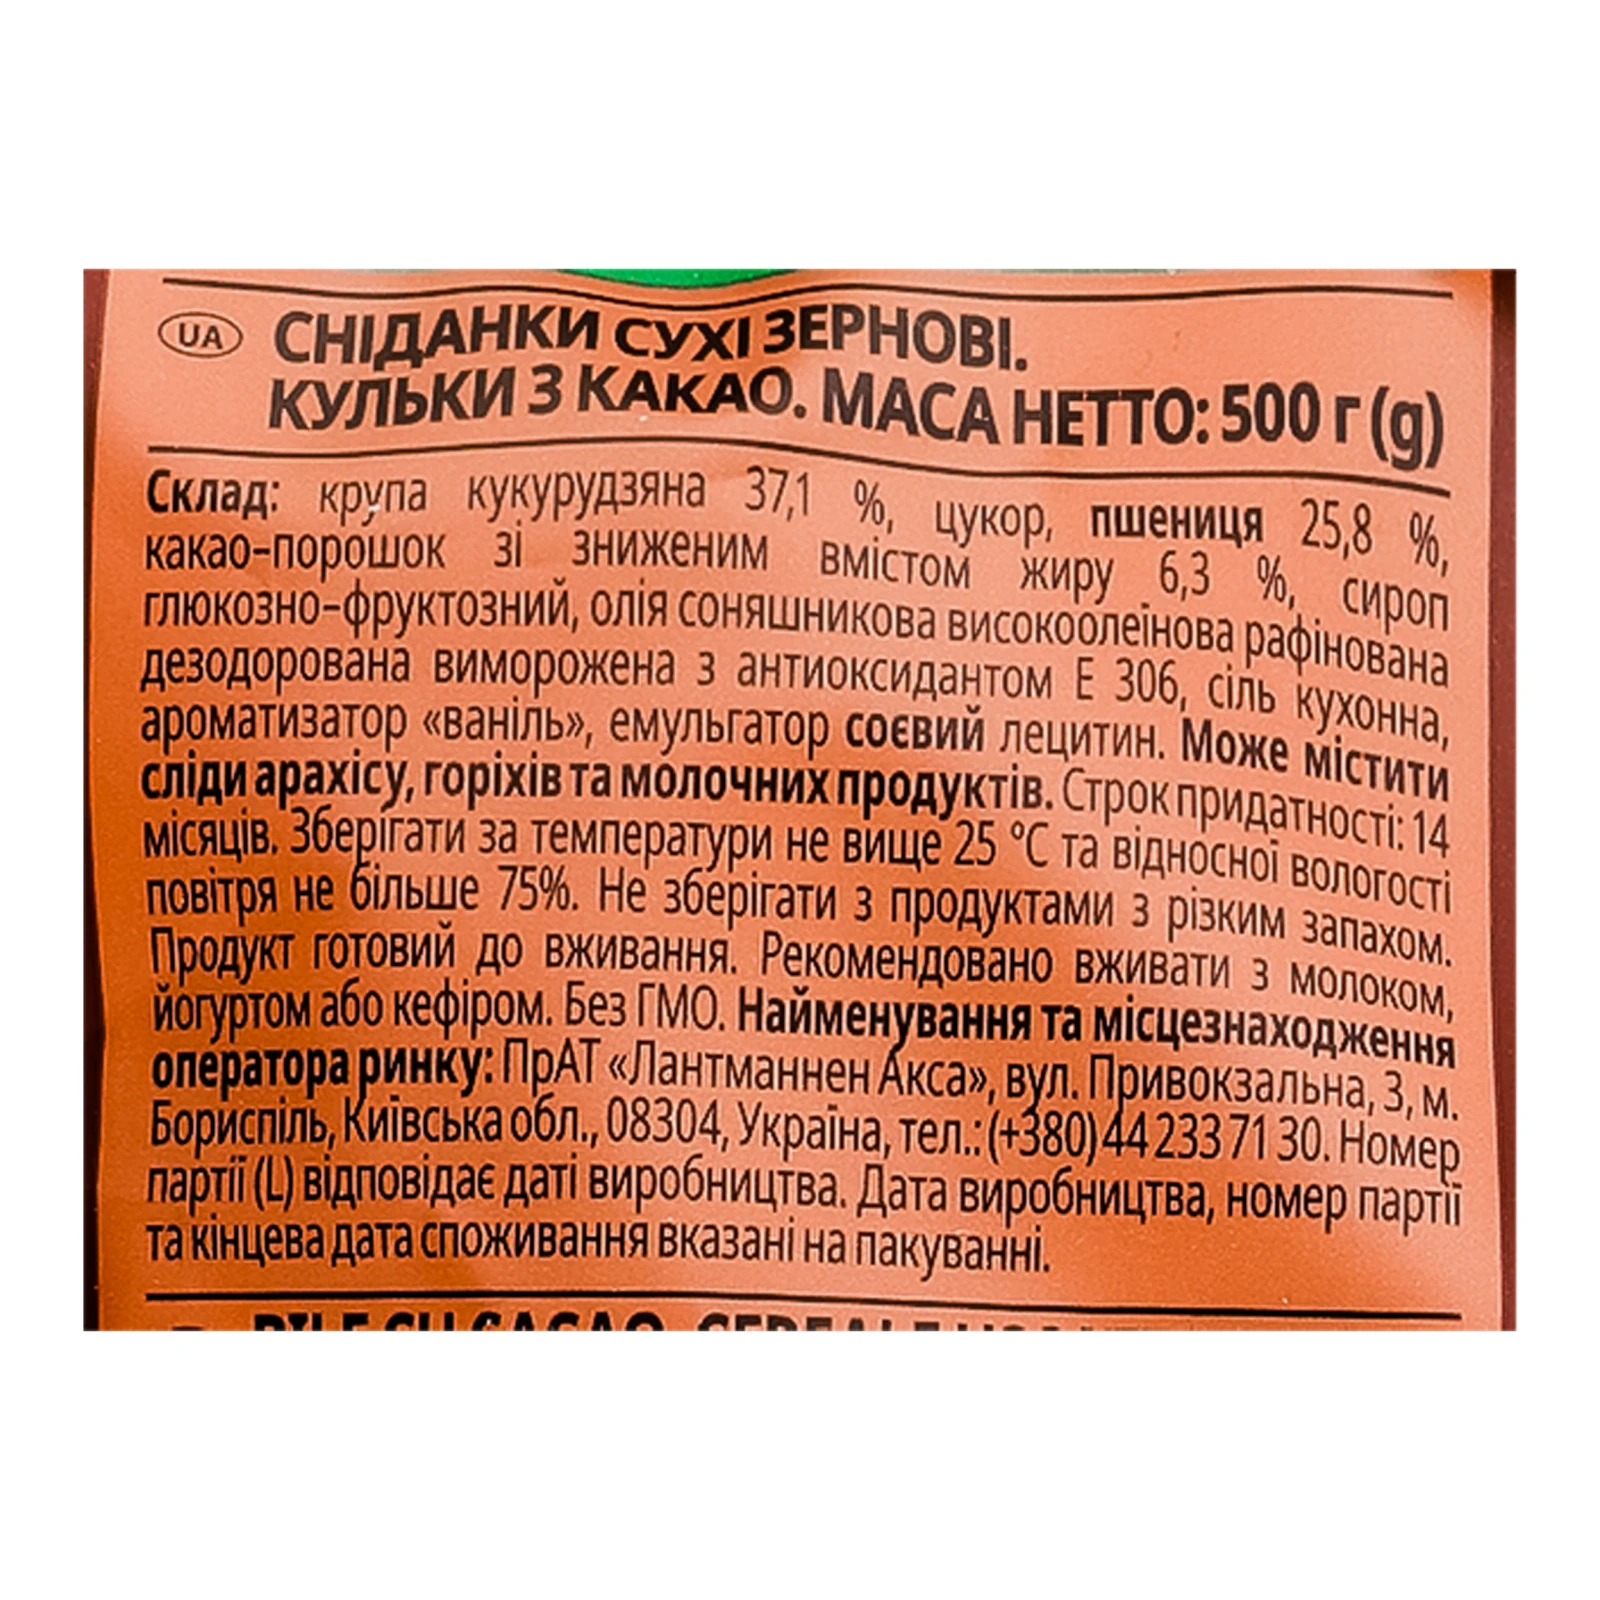 UA СНІДАНКИ СУХІ ЗЕРНОВІ.
КУЛЬКИ З КАКАО. МАСА НЕТТО: 500 г (g)
Склад: крупа кукурудзяна 37,1 %, цукор, пшениця 25,8 %,
какао-порошок зі зниженим вмістом жиру 6,3 %, сироп
глюкозно-фруктозний, олія соняшникова високоолеїнова рафінована
дезодорована виморожена з антиоксидантом Е 306, сіль кухонна,
ароматизатор «ваніль», емульгатор соєвий лецитин. Може містити
сліди арахісу, горіхів та молочних продуктів. Строк придатності: 14
місяців. Зберігати за температури не вище 25 °С та відносної вологості
повітря не більше 75%. Не зберігати з продуктами з різким запахом.
Продукт готовий до вживання. Рекомендовано вживати з молоком,
йогуртом або кефіром. Без ГМО. Найменування та місцезнаходження
оператора ринку: ПрАТ «Лантманнен Акса», вул. Привокзальна, 3, м.
Бориспіль, Київська обл., 08304, Україна, тел.: (+380) 44 233 71 30. Номер
партії (L) відповідає даті виробництва. Дата виробництва, номер партії
та кінцева дата споживання вказані на пакуванні.